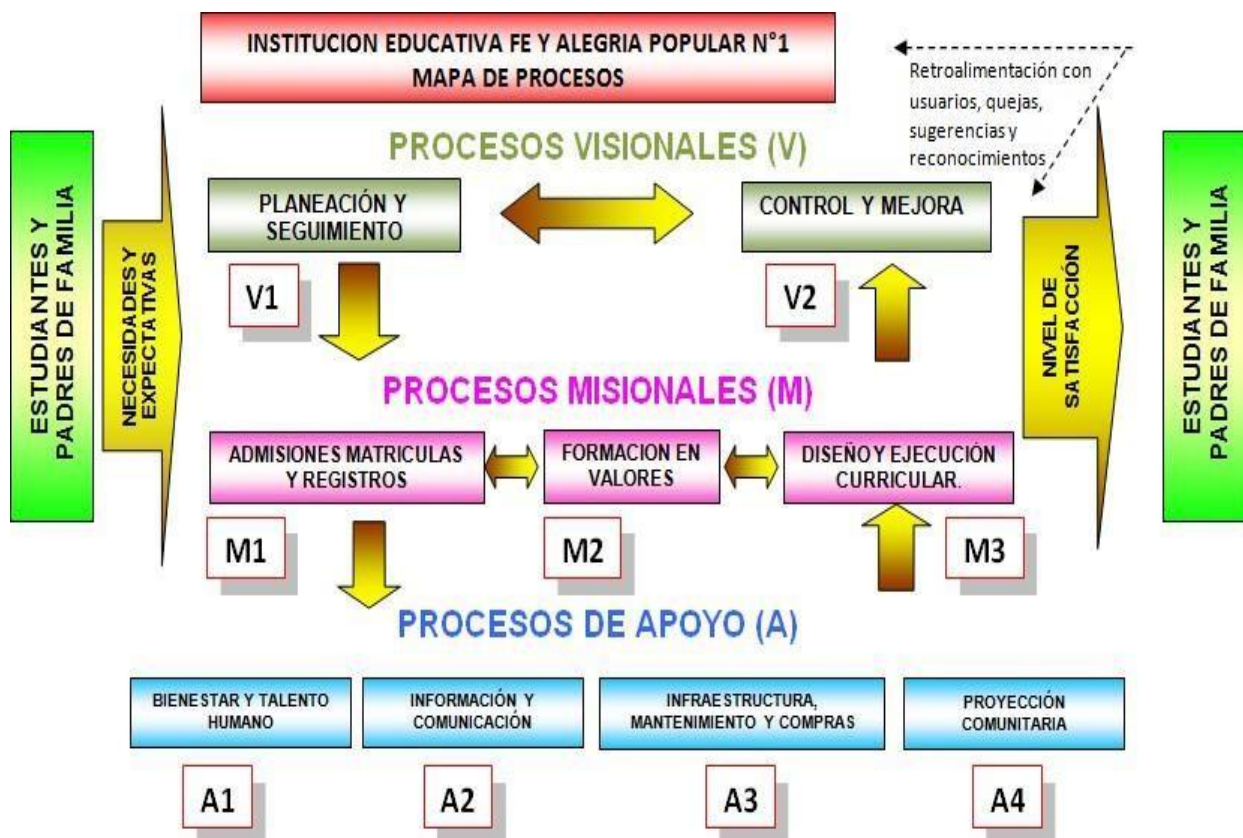 INSTITUCION EDUCATIVA FE Y ALEGRIA POPULAR N°1
MAPA DE PROCESOS
Retroalimentación con
usuarios, quejas,
sugerencias y
reconocimientos
ESTUDIANTES Y
PADRES DE FAMILIA
NECESIDADES Y
EXPECTATIVAS
PROCESOS VISIONALES (V)
PLANEACIÓN Y
SEGUIMIENTO
CONTROL Y MEJORA
V1
V2
PROCESOS MISIONALES (M)
ADMISIONES MATRICULAS
Y REGISTROS
FORMACION EN
VALORES
DISEÑO Y EJECUCIÓN
CURRICULAR.
M1
M2
M3
PROCESOS DE APOYO (A)
BIENESTAR Y TALENTO
HUMANO
INFORMACIÓN Y
COMUNICACIÓN
INFRAESTRUCTURA,
MANTENIMIENTO Y COMPRAS
PROYECCIÓN
COMUNITARIA
A1
A2
A3
A4
NIVEL DE
SATISFACCIÓN
ESTUDIANTES Y
PADRES DE FAMILIA